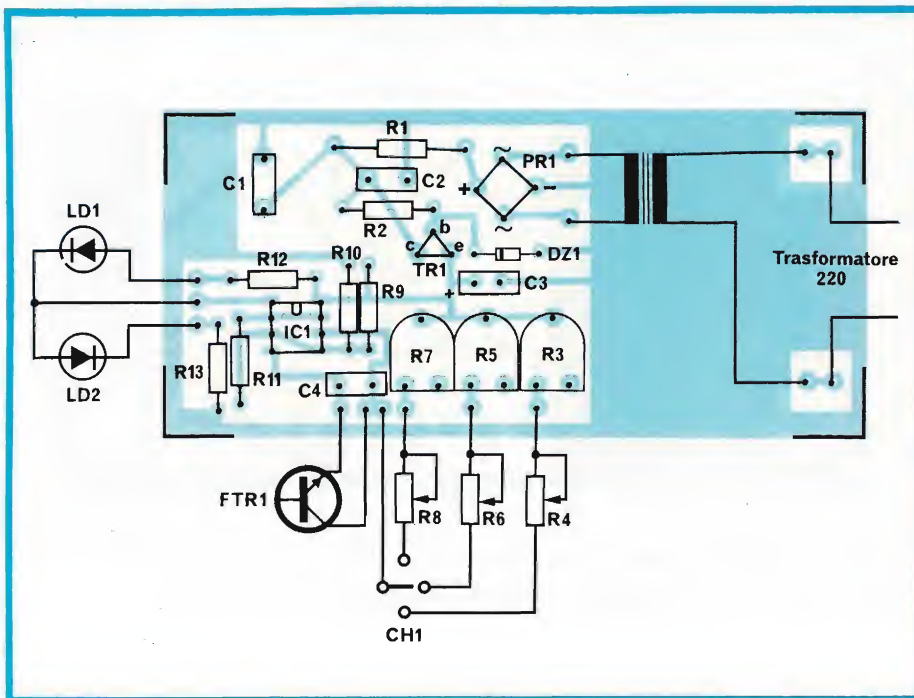 R1
PR1
~
C1
C2
+
-
~
LD1
R2
b
c
e
TR1
DZ1
R12
R10
R9
C3
+
Trasformatore
220
IC1
R7
R5
R3
R13
R11
C4
LD2
FTR1
R8
R6
R4
CH1